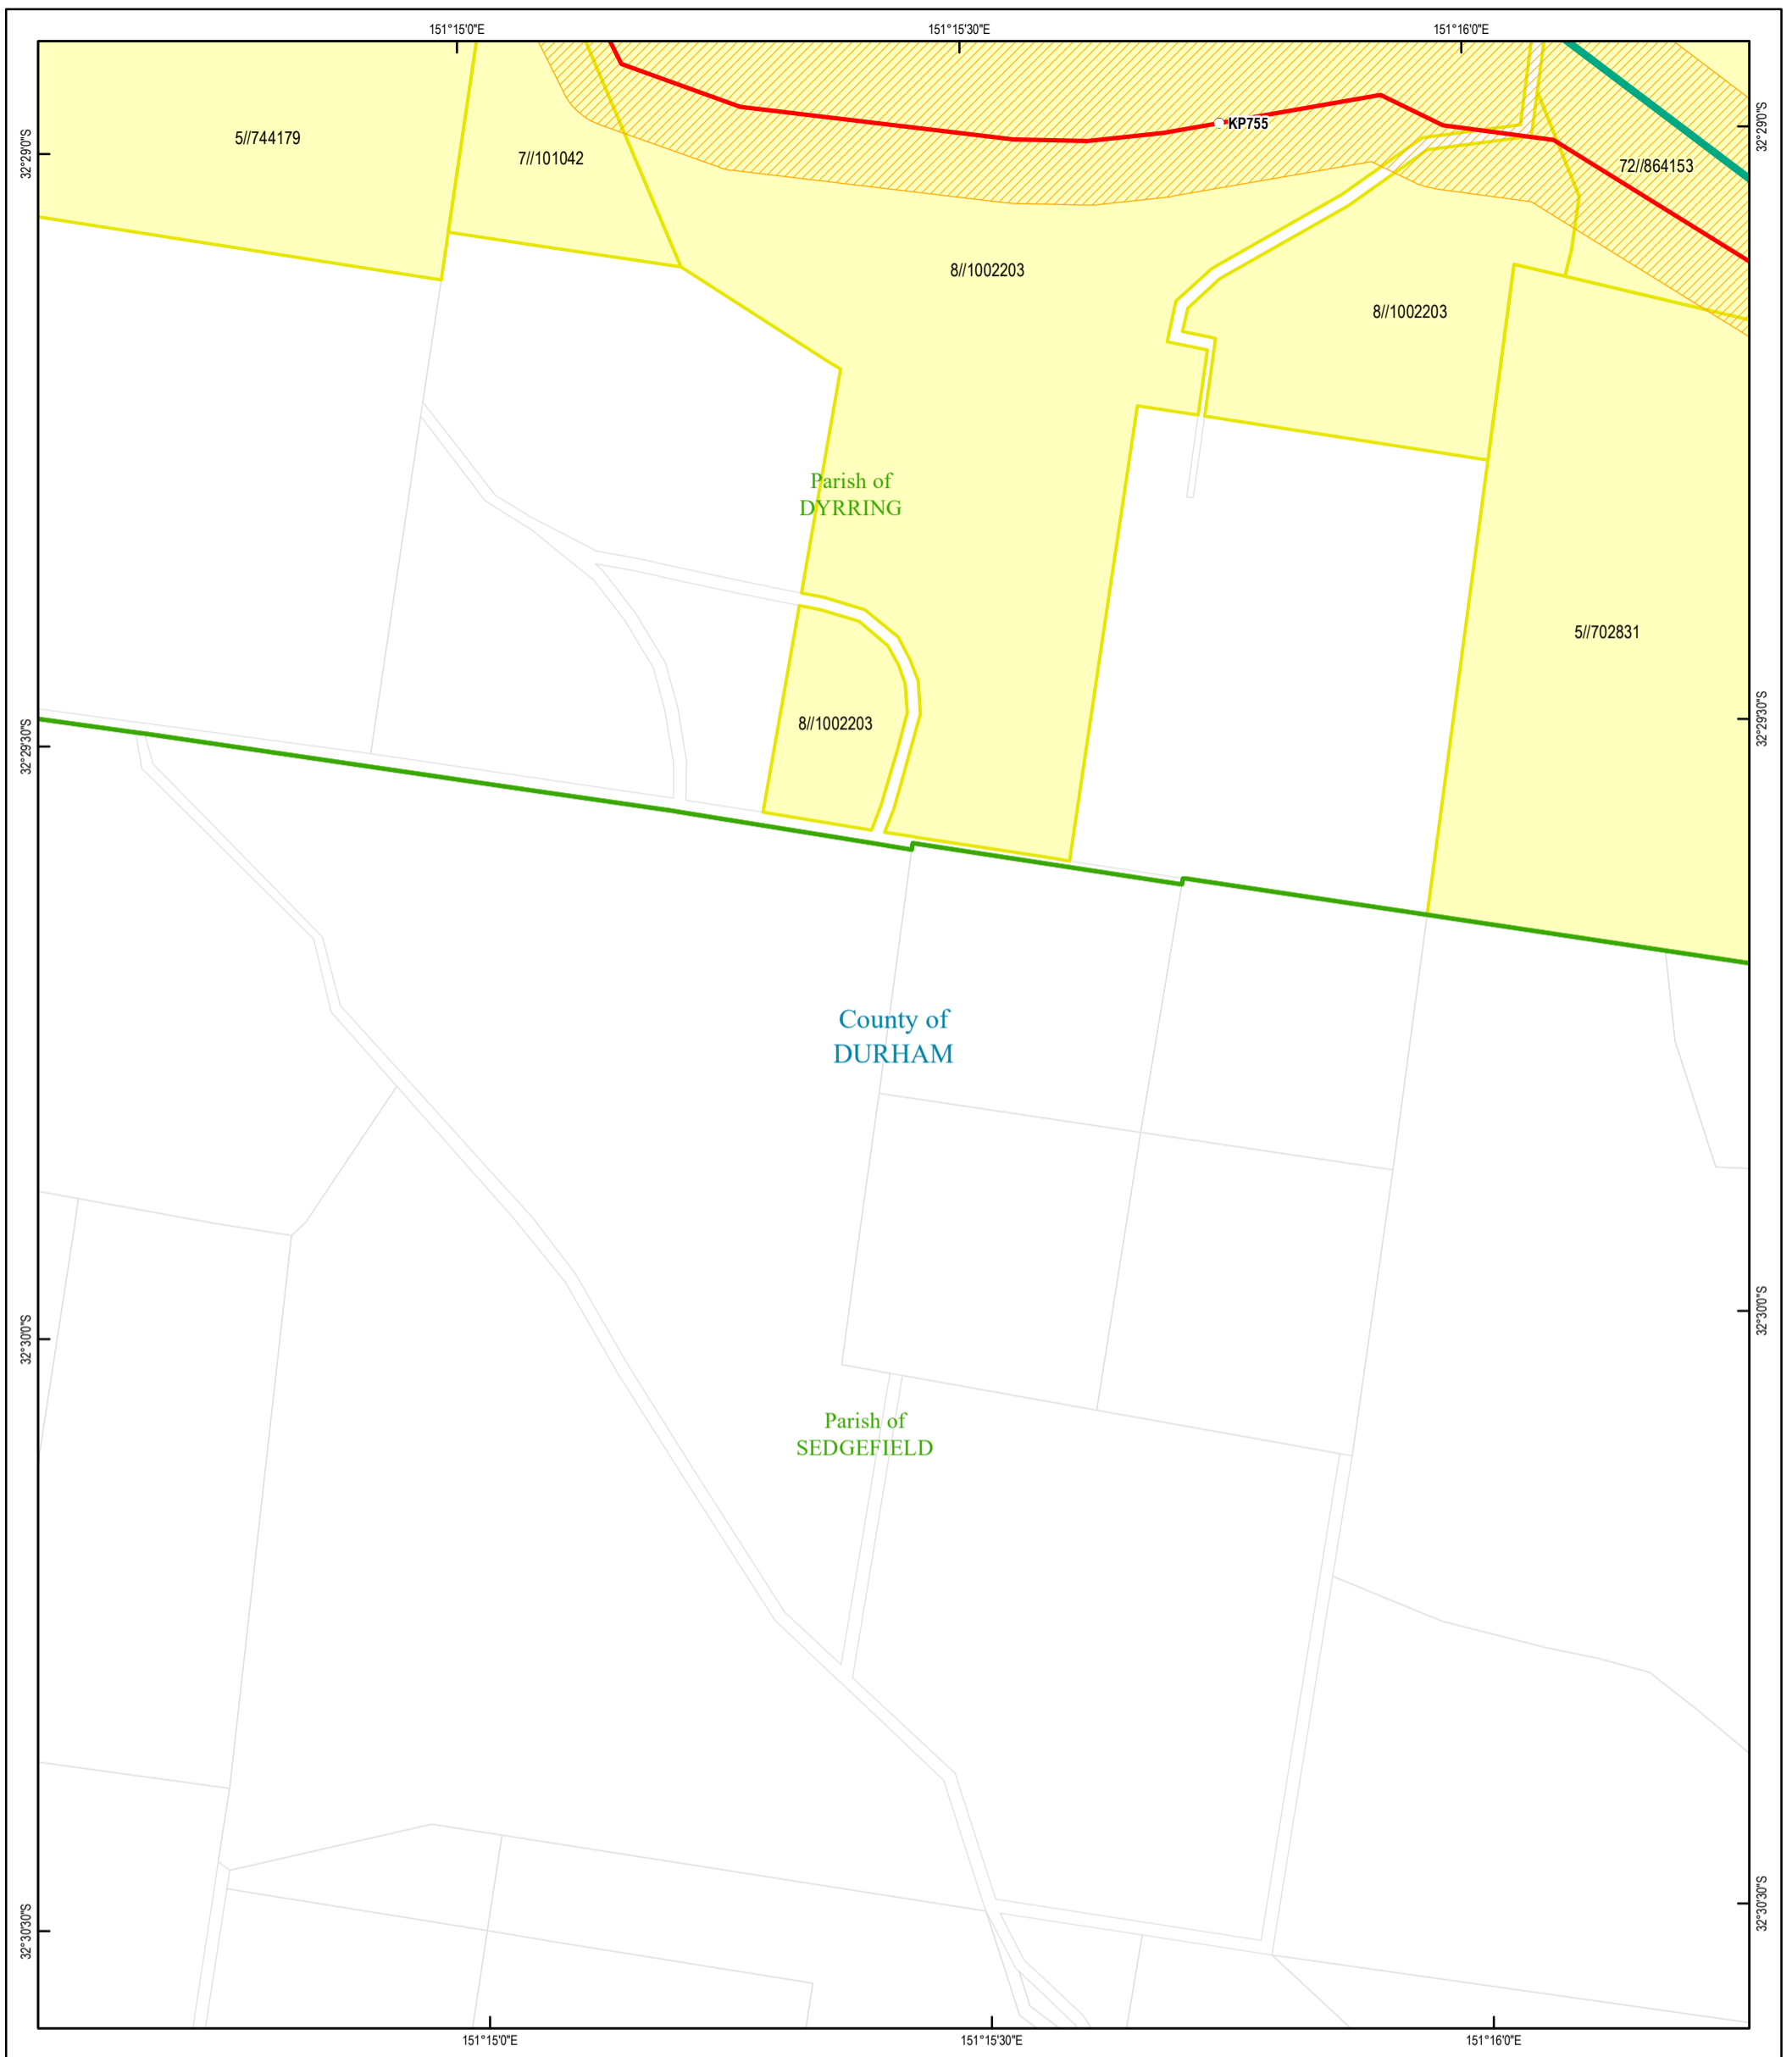 151°15'0"E
151°15'30"E
151°16'0"E
32°29'0"S
32°29'0"S
KP755
5//744179
7//101042
72//864153
8//1002203
8//1002203
Parish of
DYRRING
5//702831
8//1002203
32°29'30"S
32°29'30"S
County of
DURHAM
32°30'0"S
32°30'0"S
Parish of
SEDGEFIELD
32°30'30"S
32°30'30"S
151°15'0"E
151°15'30"E
151°16'0"E